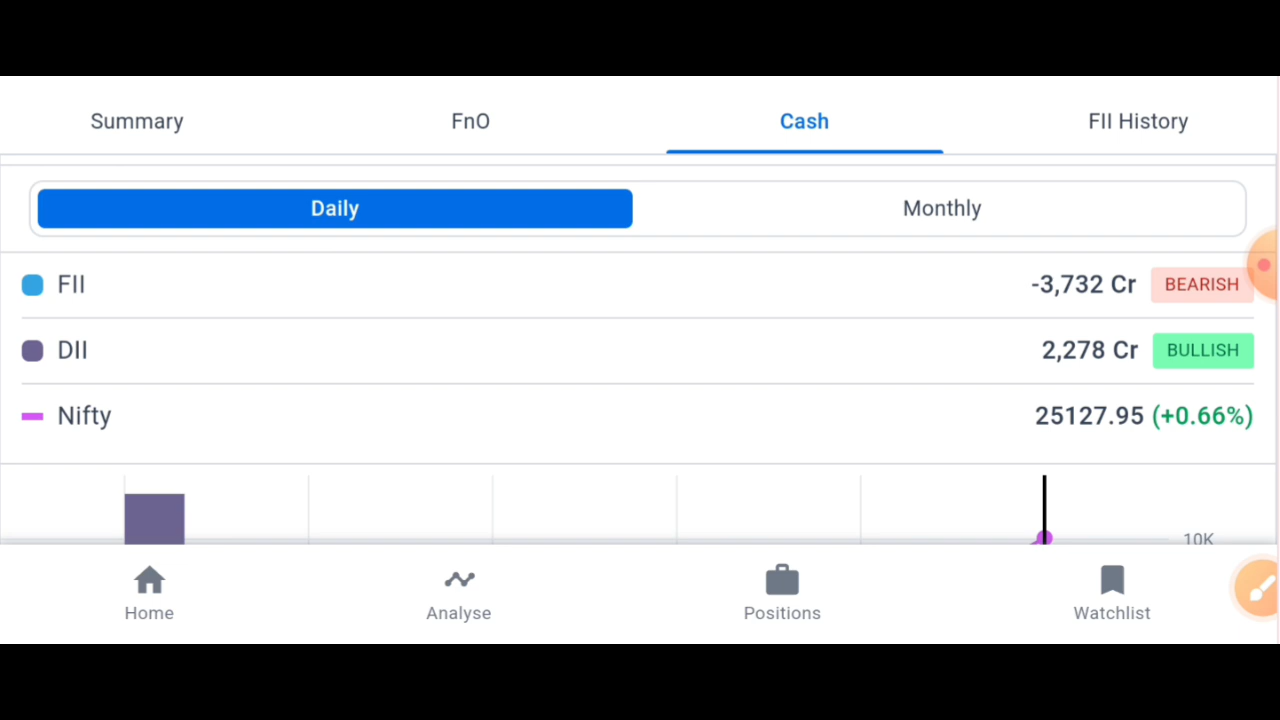 Summary FnO Cash FII History
Daily Monthly
FII -3,732 Cr BEARISH
DII 2,278 Cr BULLISH
Nifty 25127.95 (+0.66%)
10K
Home Analyse Positions Watchlist